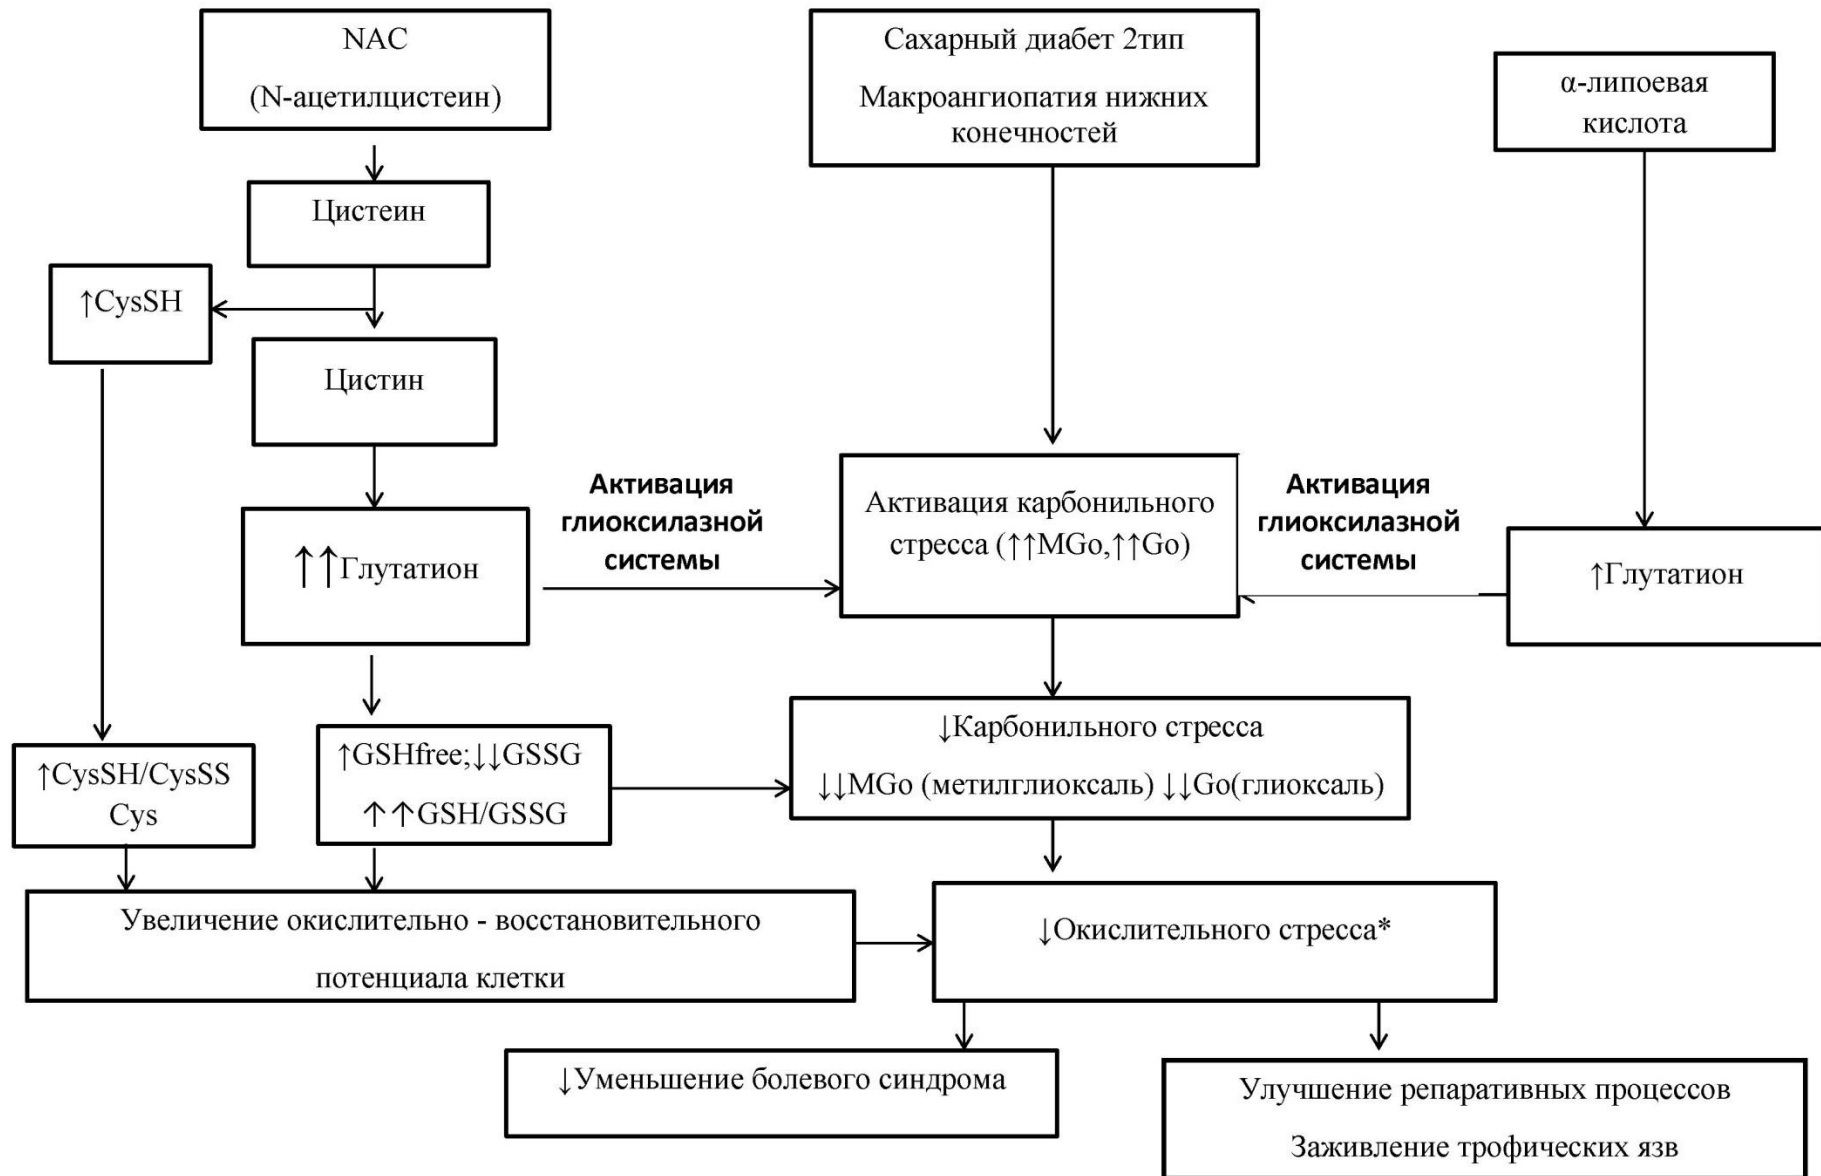 NAC
(N-ацетилцистеин)
Сахарный диабет 2тип
Макроангиопатия нижних
конечностей
α-липоевая
кислота
Цистеин
↑CysSH
Цистин
Активация
глиоксилазной
системы
Активация карбонильного
стресса (↑↑MGo,↑↑Go)
Активация
глиоксилазной
системы
↑↑Глутатион
↑Глутатион
↑CysSH/CysSS
Cys
↑GSHfree;↓↓GSSG
↑↑GSH/GSSG
↓Карбонильного стресса
↓↓MGo (метилглиоксаль) ↓↓Go(глиоксаль)
Увеличение окислительно - восстановительного
потенциала клетки
↓Окислительного стресса*
↓Уменьшение болевого синдрома
Улучшение репаративных процессов
Заживление трофических язв